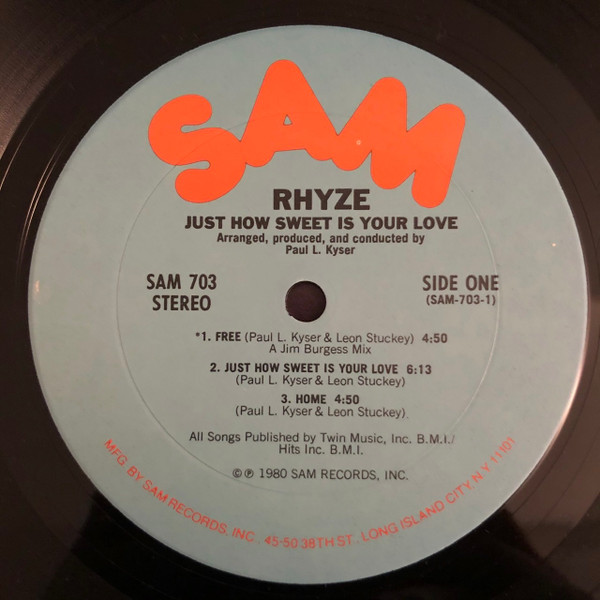 SAM
RHYZE
JUST HOW SWEET IS YOUR LOVE
Arranged, produced, and conducted by
Paul L. Kyser
SAM 703
STEREO
SIDE ONE
(SAM-703-1)
*1. FREE (Paul L. Kyser & Leon Stuckey) 4:50
A Jim Burgess Mix
2. JUST HOW SWEET IS YOUR LOVE 6:13
(Paul L. Kyser & Leon Stuckey)
3. HOME 4:50
(Paul L. Kyser & Leon Stuckey)
All Songs Published by Twin Music, Inc. B.M.I./
Hits Inc. B.M.I.
©℗ 1980 SAM RECORDS, INC.
MFG. BY SAM RECORDS, INC. 45-50 38TH ST. LONG ISLAND CITY, N.Y. 11101